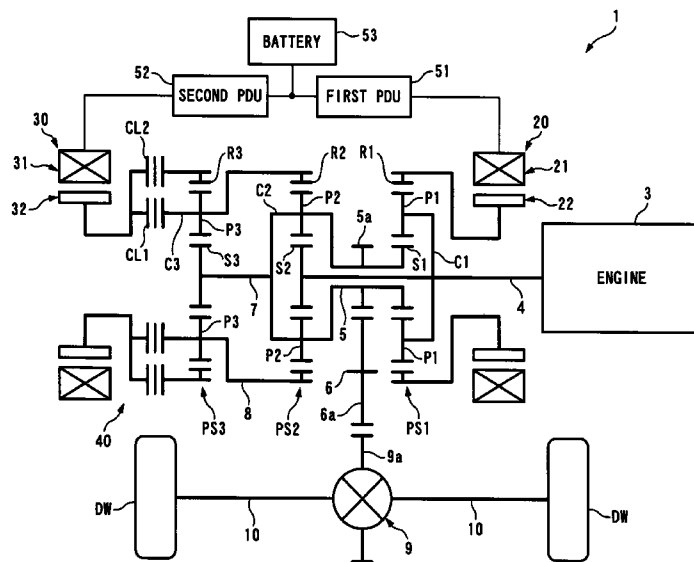 1
BATTERY
53
52
51
SECOND PDU
FIRST PDU
30
CL2
20
31
R3
R2
R1
21
C2
P2
P1
32
5a
22
3
P3
CL1
C3
S3
S2
S1
C1
ENGINE
7
5
4
P3
P2
P1
6
40
PS3
8
PS2
6a
PS1
9a
DW
10
9
10
DW